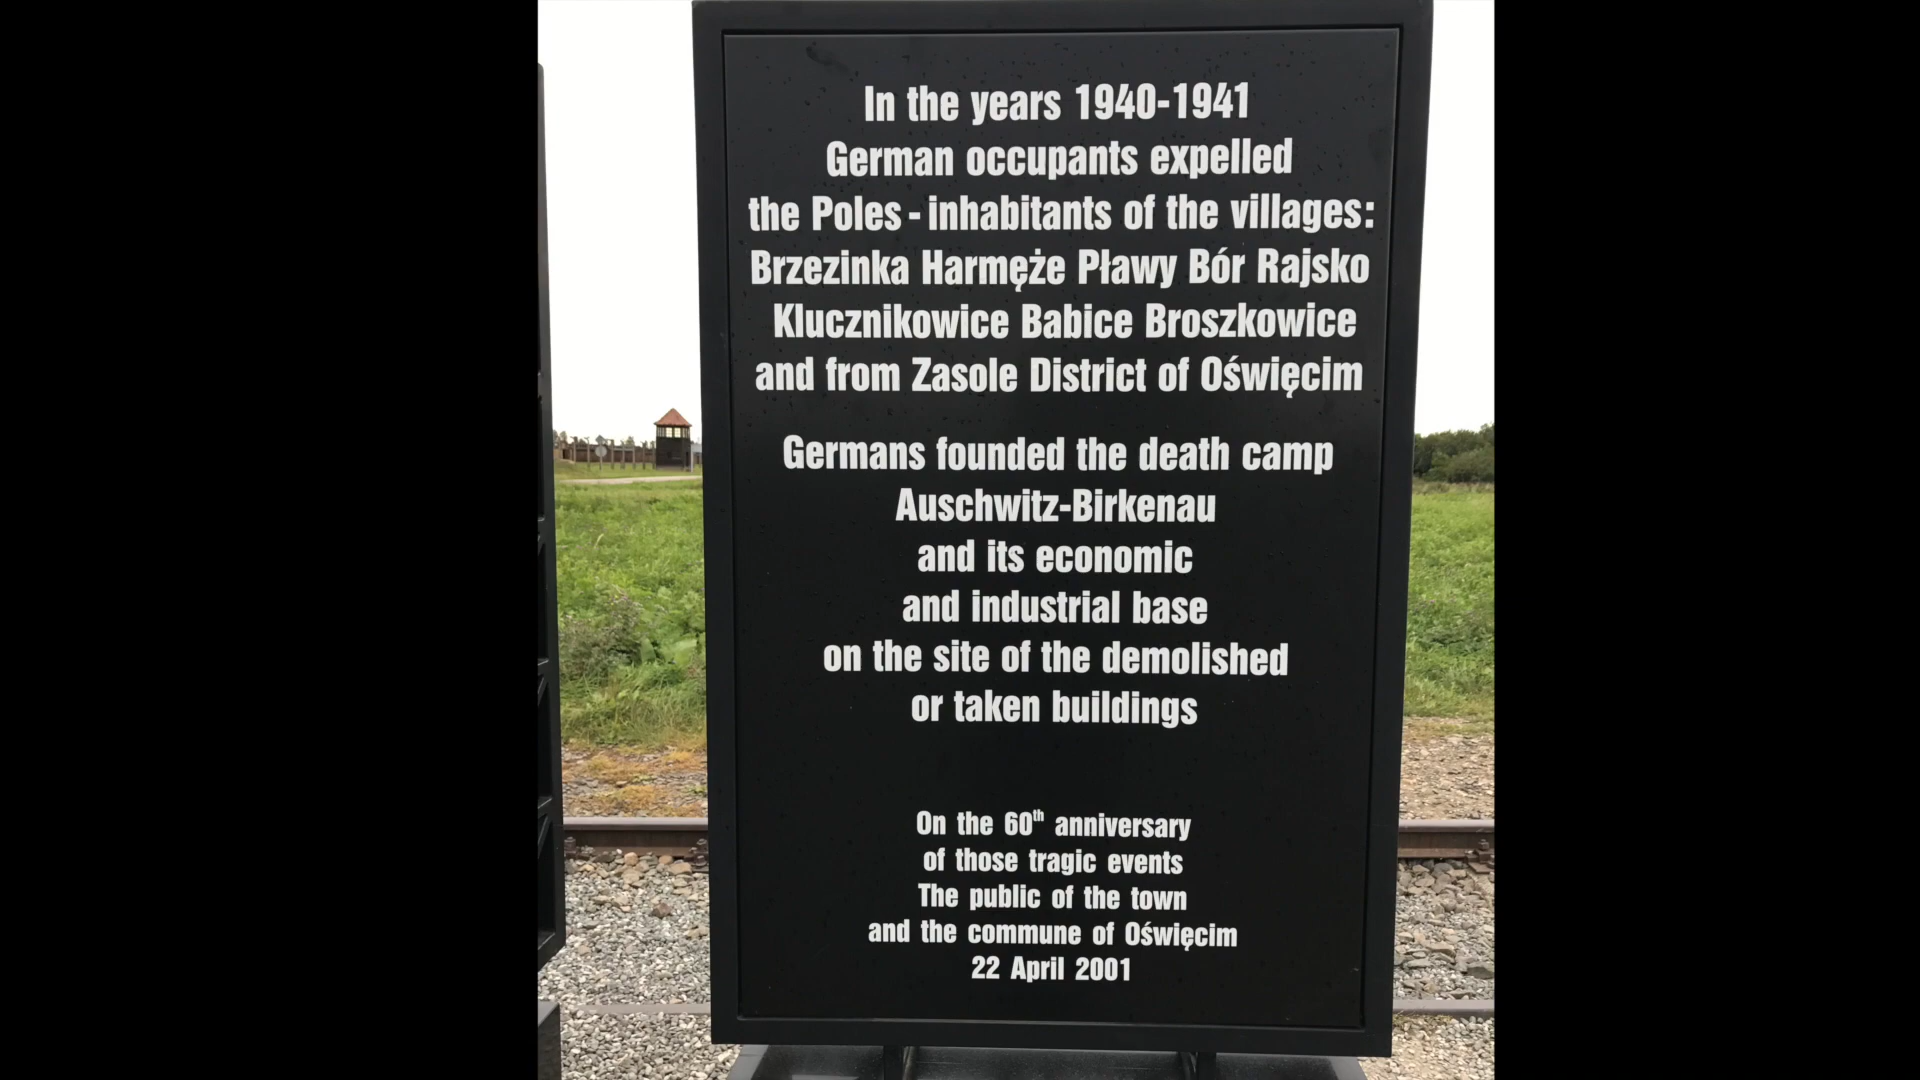 In the years 1940-1941
German occupants expelled
the Poles - inhabitants of the villages:
Brzezinka Harmęże Pławy Bór Rajsko
Klucznikowice Babice Broszkowice
and from Zasole District of Oświęcim
Germans founded the death camp
Auschwitz-Birkenau
and its economic
and industrial base
on the site of the demolished
or taken buildings
On the 60th anniversary
of those tragic events
The public of the town
and the commune of Oświęcim
22 April 2001